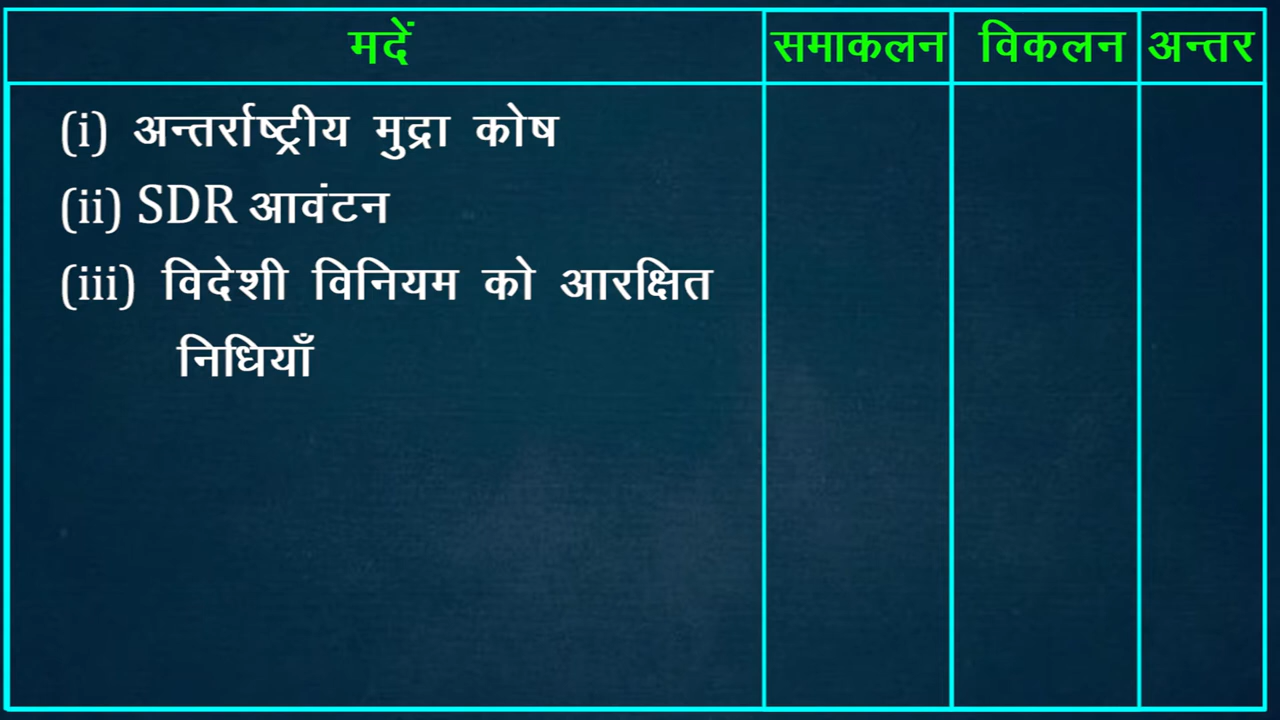 मदें समाकलन विकलन अन्तर
(i) अन्तर्राष्ट्रीय मुद्रा कोष
(ii) SDR आवंटन
(iii) विदेशी विनियम को आरक्षित
निधियाँ